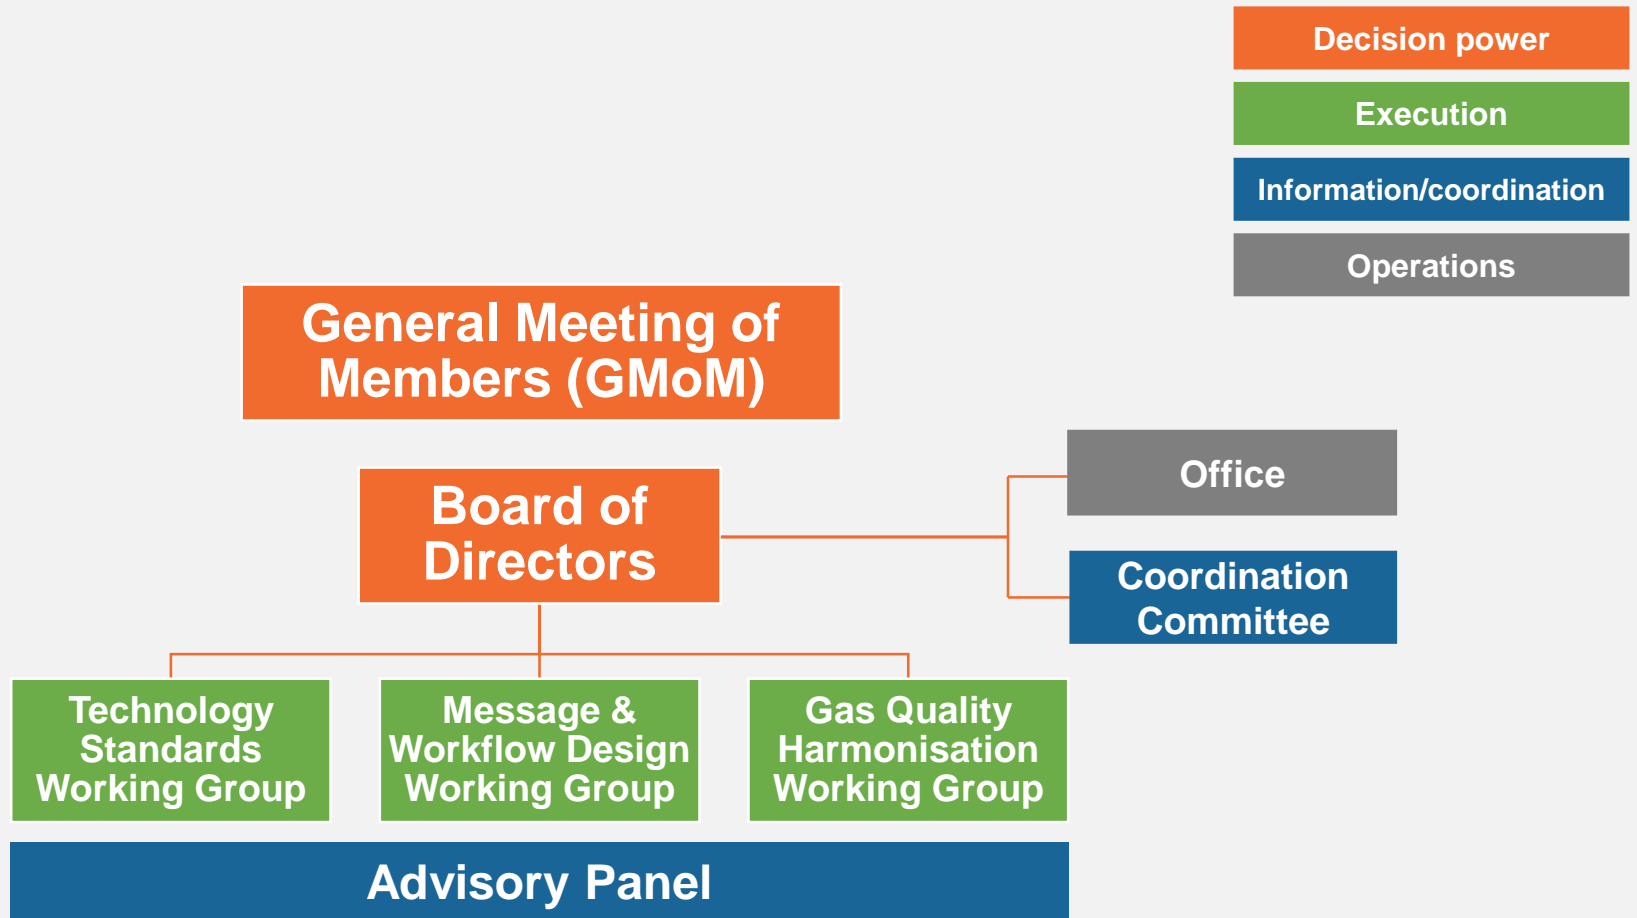 Decision power
Execution
Information/coordination
Operations
General Meeting of
Members (GMoM)
Board of
Directors
Office
Coordination
Committee
Technology
Standards
Working Group
Message &
Workflow Design
Working Group
Gas Quality
Harmonisation
Working Group
Advisory Panel